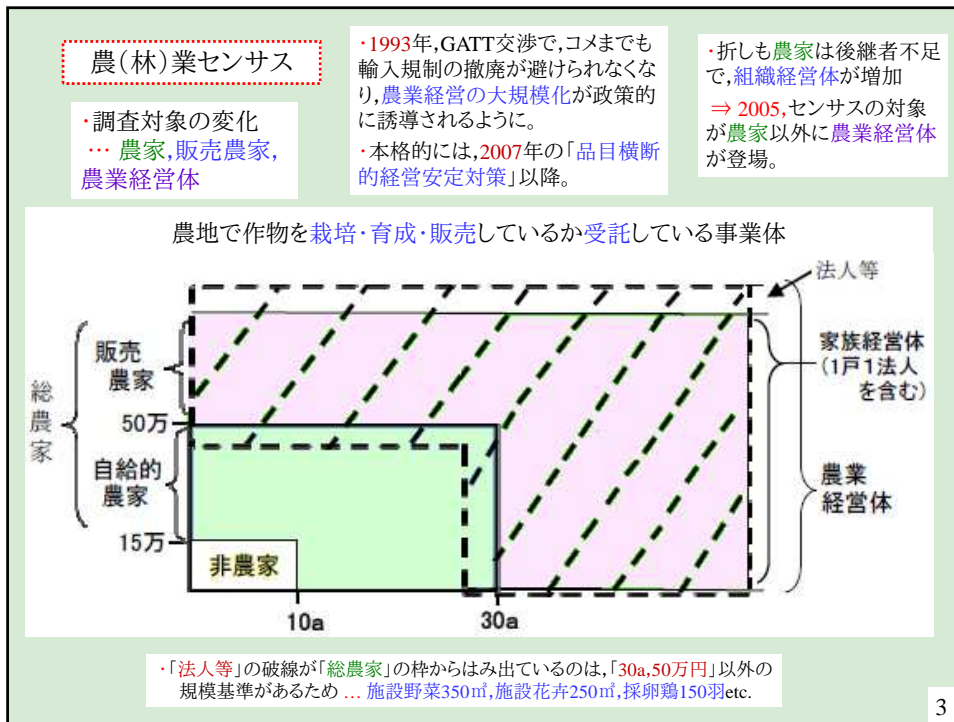 農(林)業センサス
・調査対象の変化
… 農家,販売農家,
農業経営体
・1993年,GATT交渉で,コメまでも
輸入規制の撤廃が避けられなくな
り,農業経営の大規模化が政策的
に誘導されるように。
・本格的には,2007年の「品目横断
的経営安定対策」以降。
・折しも農家は後継者不足
で,組織経営体が増加
⇒ 2005,センサスの対象
が農家以外に農業経営体
が登場。
農地で作物を栽培・育成・販売しているか受託している事業体
法人等
総農家
販売
農家
50万
自給的
農家
15万
非農家
10a
30a
家族経営体
(1戸1法人
を含む)
農業
経営体
・「法人等」の破線が「総農家」の枠からはみ出ているのは,「30a,50万円」以外の
規模基準があるため … 施設野菜350㎡,施設花卉250㎡,採卵鶏150羽etc.
3